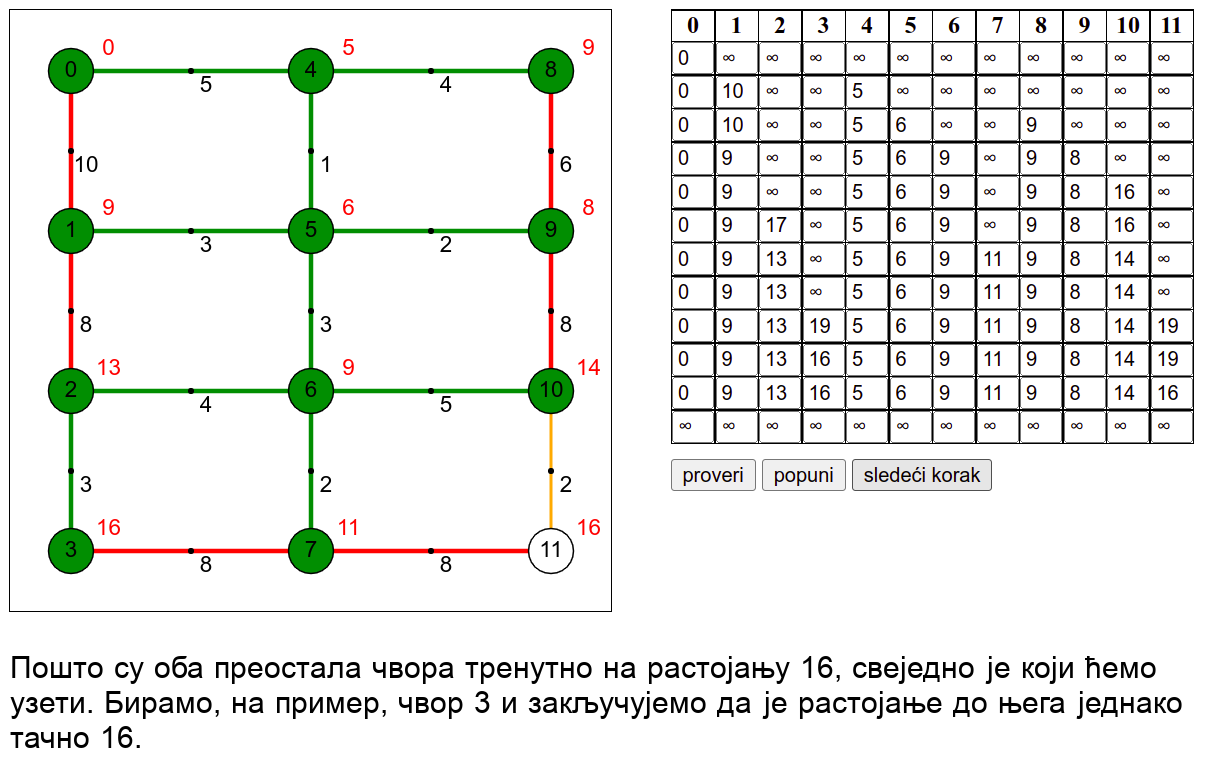 0 5 9
0 4 8
5 4
10 1 6
9 6 8
1 5 9
3 2
8 3 8
13 9 14
2 6 10
4 5
3 2 2
16 11 16
3 7 11
8 8
0 1 2 3 4 5 6 7 8 9 10 11
0 ∞ ∞ ∞ ∞ ∞ ∞ ∞ ∞ ∞ ∞ ∞
0 10 ∞ ∞ 5 ∞ ∞ ∞ ∞ ∞ ∞ ∞
0 10 ∞ ∞ 5 6 ∞ ∞ 9 ∞ ∞ ∞
0 9 ∞ ∞ 5 6 9 ∞ 9 8 ∞ ∞
0 9 ∞ ∞ 5 6 9 ∞ 9 8 16 ∞
0 9 17 ∞ 5 6 9 ∞ 9 8 16 ∞
0 9 13 ∞ 5 6 9 11 9 8 14 ∞
0 9 13 ∞ 5 6 9 11 9 8 14 ∞
0 9 13 19 5 6 9 11 9 8 14 19
0 9 13 16 5 6 9 11 9 8 14 19
0 9 13 16 5 6 9 11 9 8 14 16
∞ ∞ ∞ ∞ ∞ ∞ ∞ ∞ ∞ ∞ ∞ ∞
proveri popuni sledeći korak
Пошто су оба преостала чвора тренутно на растојању 16, свеједно је који ћемо
узети. Бирамо, на пример, чвор 3 и закључујемо да је растојање до њега једнако
тачно 16.